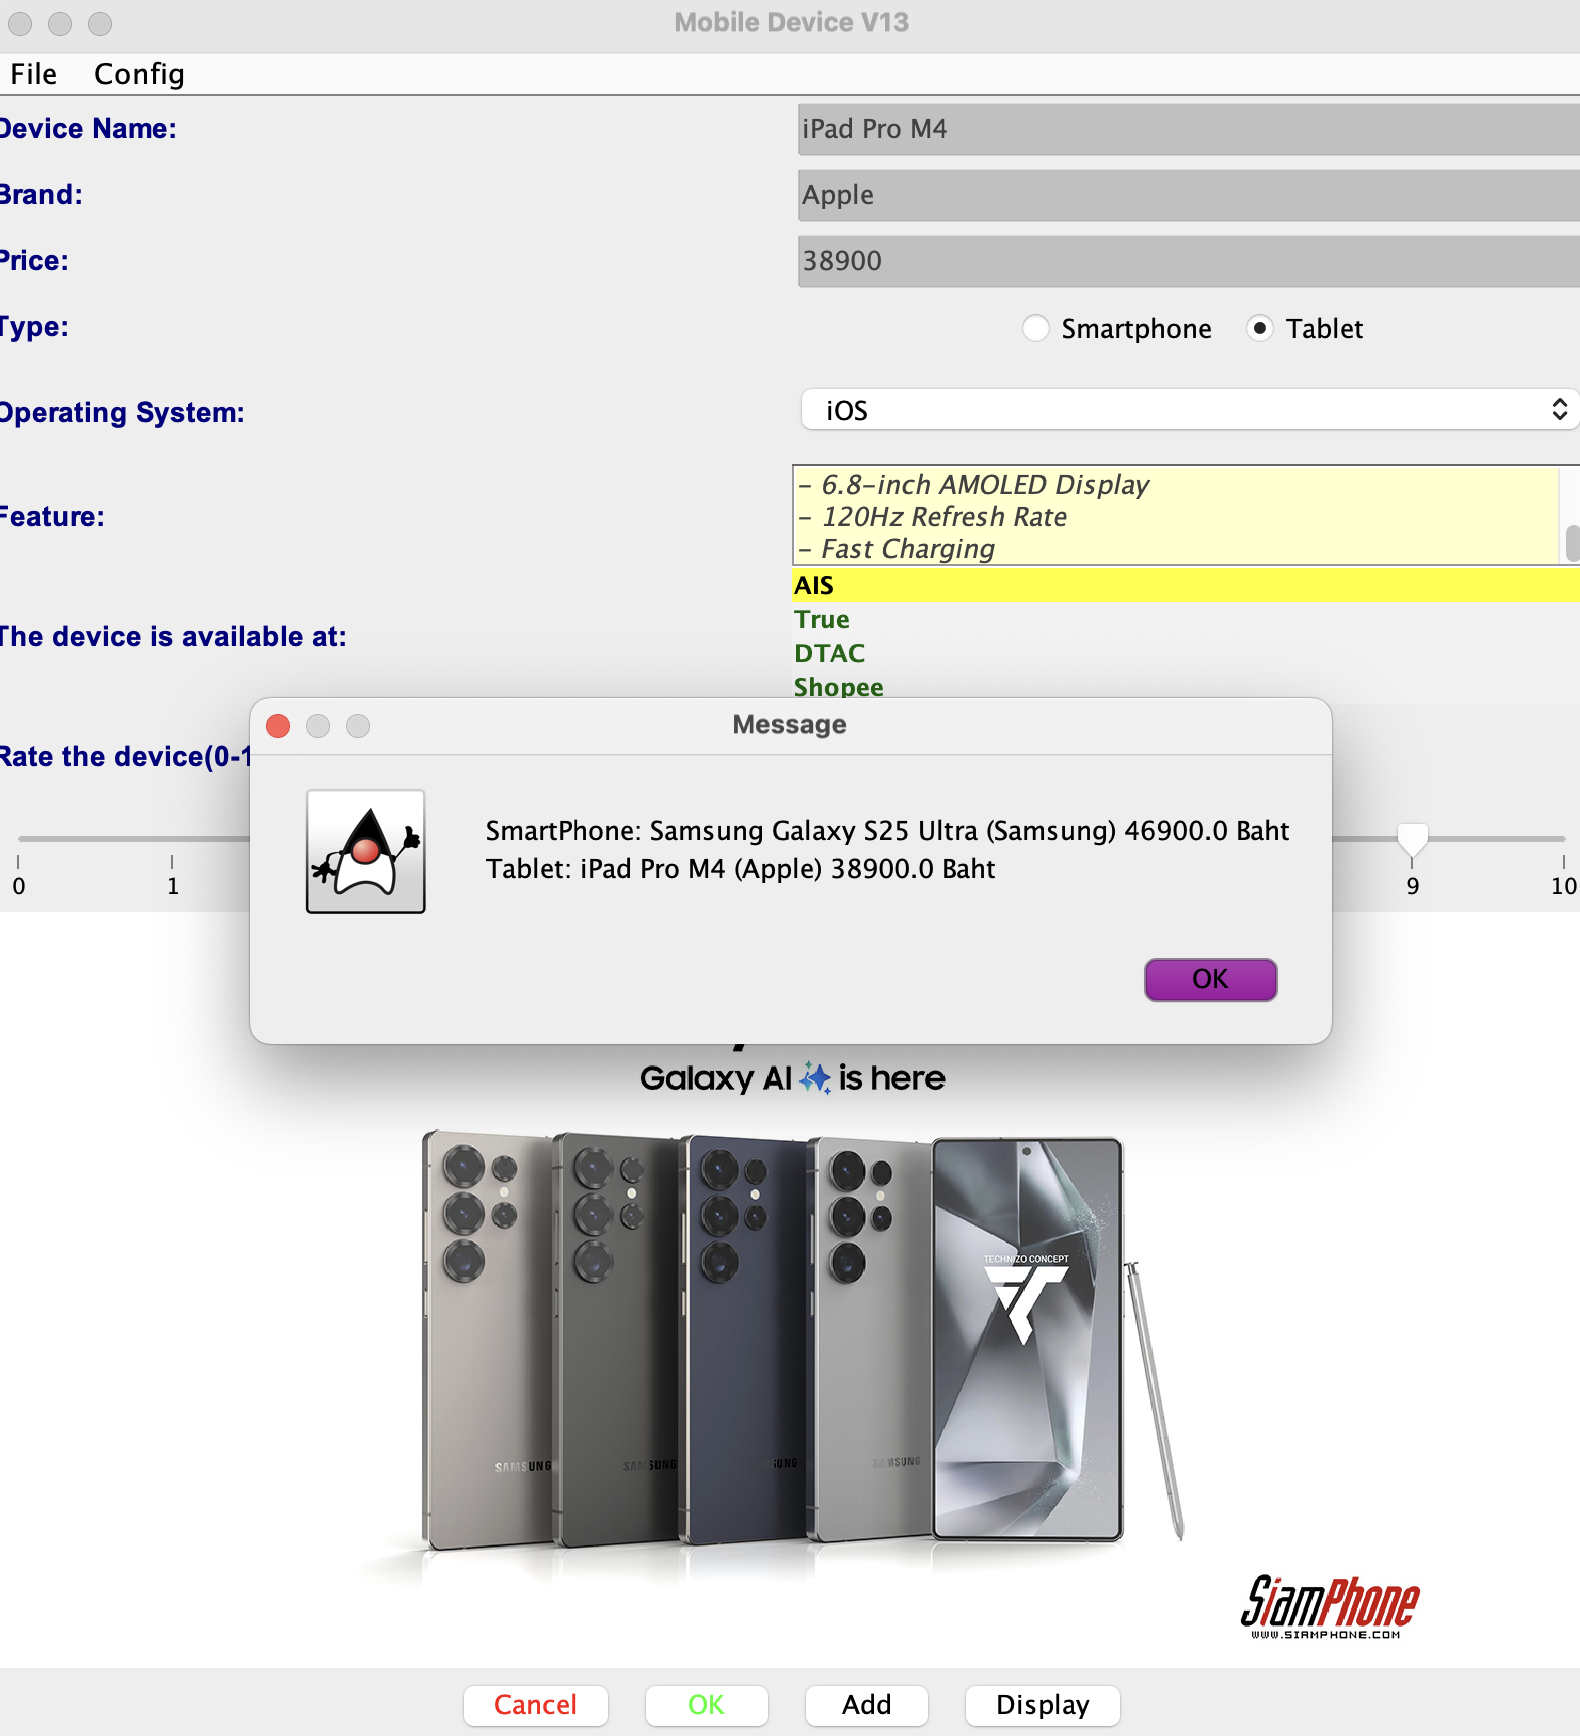 Mobile Device V13
File Config
Device Name: iPad Pro M4
Brand: Apple
Price: 38900
Type: Smartphone Tablet
Operating System: iOS
Feature:
- 6.8-inch AMOLED Display
- 120Hz Refresh Rate
- Fast Charging
The device is available at:
AIS
True
DTAC
Shopee
Rate the device(0-1
Message
SmartPhone: Samsung Galaxy S25 Ultra (Samsung) 46900.0 Baht
Tablet: iPad Pro M4 (Apple) 38900.0 Baht
OK
0 1 9 10
Galaxy AI is here
TECHNIZO CONCEPT
SAMSUNG SAMSUNG SUNG SAMSUNG
SiamPhone
WWW.SIAMPHONE.COM
Cancel OK Add Display